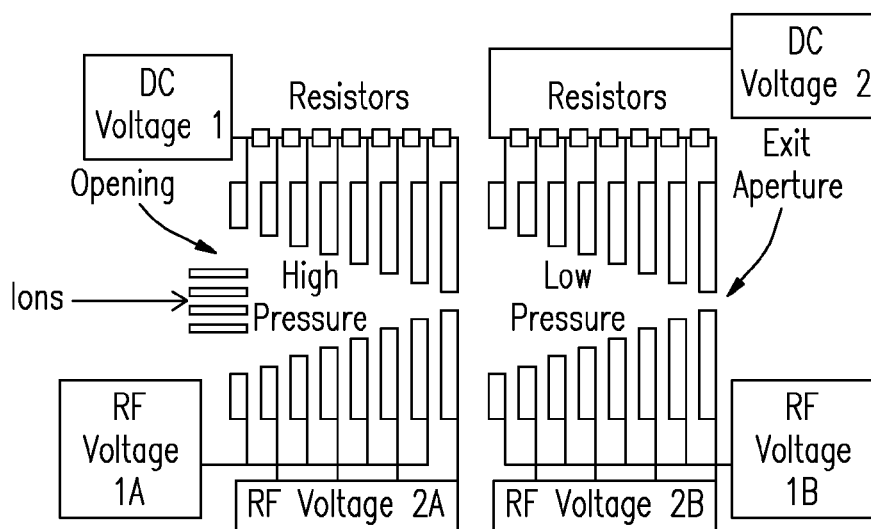 DC
Voltage 1
Resistors
Resistors
DC
Voltage 2
Opening
Exit
Aperture
Ions
High
Pressure
Low
Pressure
RF
Voltage
1A
RF Voltage 2A
RF Voltage 2B
RF
Voltage
1B